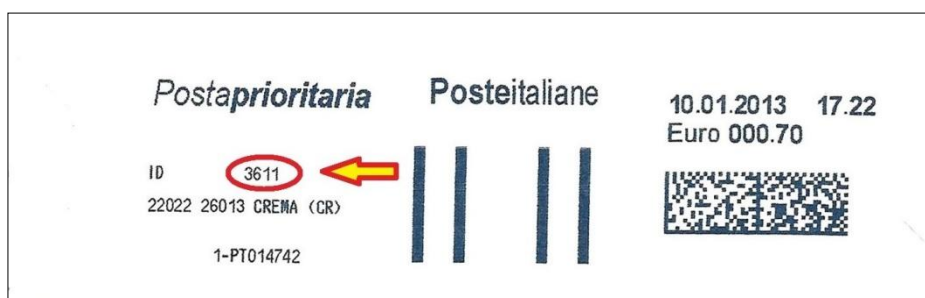 Postaprioritaria
Posteitaliane
10.01.2013 17.22
Euro 000.70
ID 3611
22022 26013 CREMA (CR)
1-PT014742